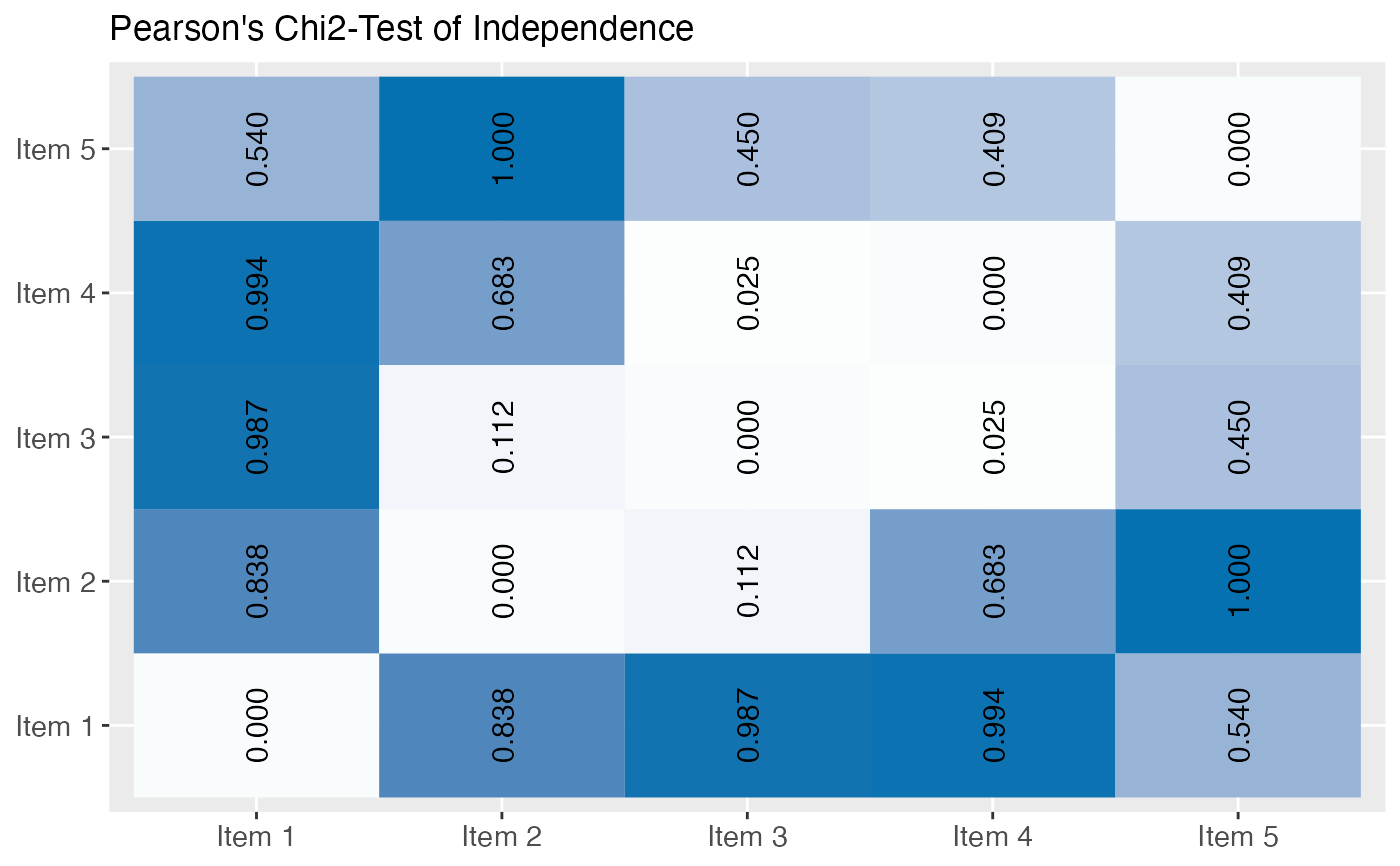 Pearson's Chi2-Test of Independence
Item 5 0.540 1.000 0.450 0.409 0.000
Item 4 0.994 0.683 0.025 0.000 0.409
Item 3 0.987 0.112 0.000 0.025 0.450
Item 2 0.838 0.000 0.112 0.683 1.000
Item 1 0.000 0.838 0.987 0.994 0.540
Item 1 Item 2 Item 3 Item 4 Item 5